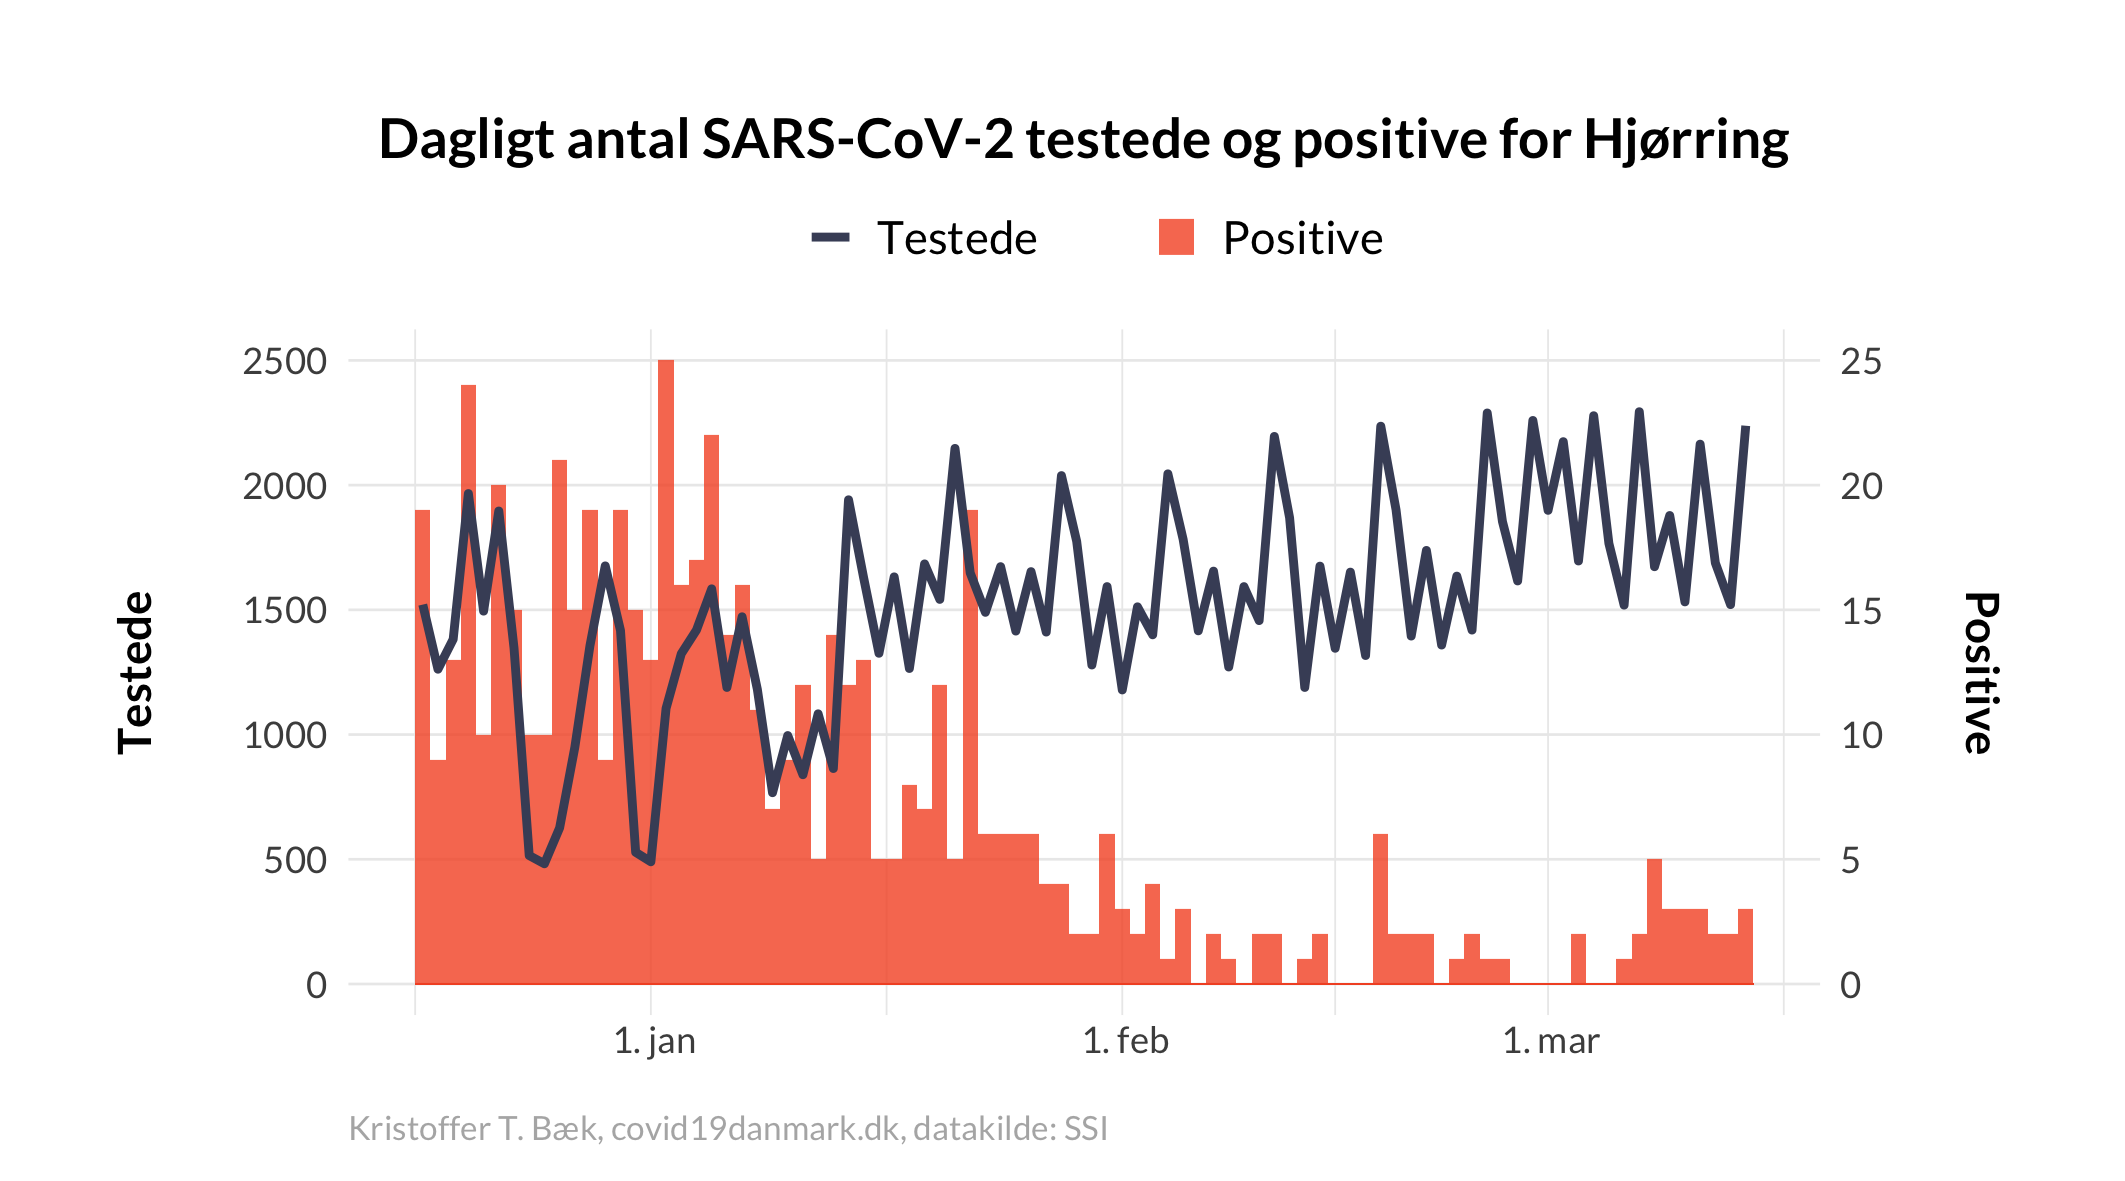 Dagligt antal SARS-CoV-2 testede og positive for Hjørring
Testede
Positive
2500
2000
1500
1000
500
0
Testede
25
20
15
10
5
0
Positive
1. jan
1. feb
1. mar
Kristoffer T. Bæk, covid19danmark.dk, datakilde: SSI